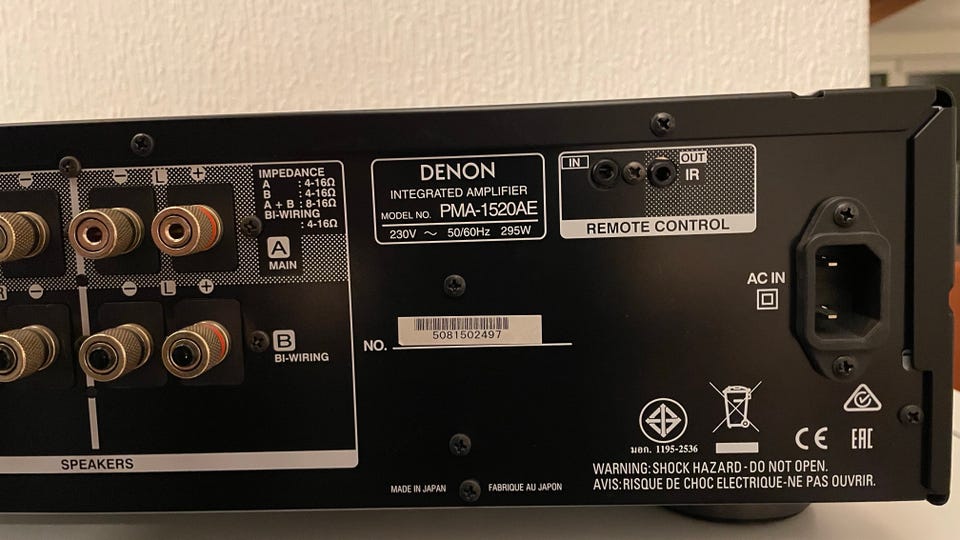 − − L +
IMPEDANCE
A : 4-16Ω
B : 4-16Ω
A + B : 8-16Ω
BI-WIRING
: 4-16Ω
A
MAIN
R − − L +
B
BI-WIRING
SPEAKERS
DENON
INTEGRATED AMPLIFIER
MODEL NO. PMA-1520AE
230V ~ 50/60Hz 295W
IN OUT
IR
REMOTE CONTROL
AC IN
NO. 5081502497
มอก. 1195-2536
CE EAC
WARNING: SHOCK HAZARD - DO NOT OPEN.
AVIS: RISQUE DE CHOC ELECTRIQUE-NE PAS OUVRIR.
MADE IN JAPAN FABRIQUE AU JAPON